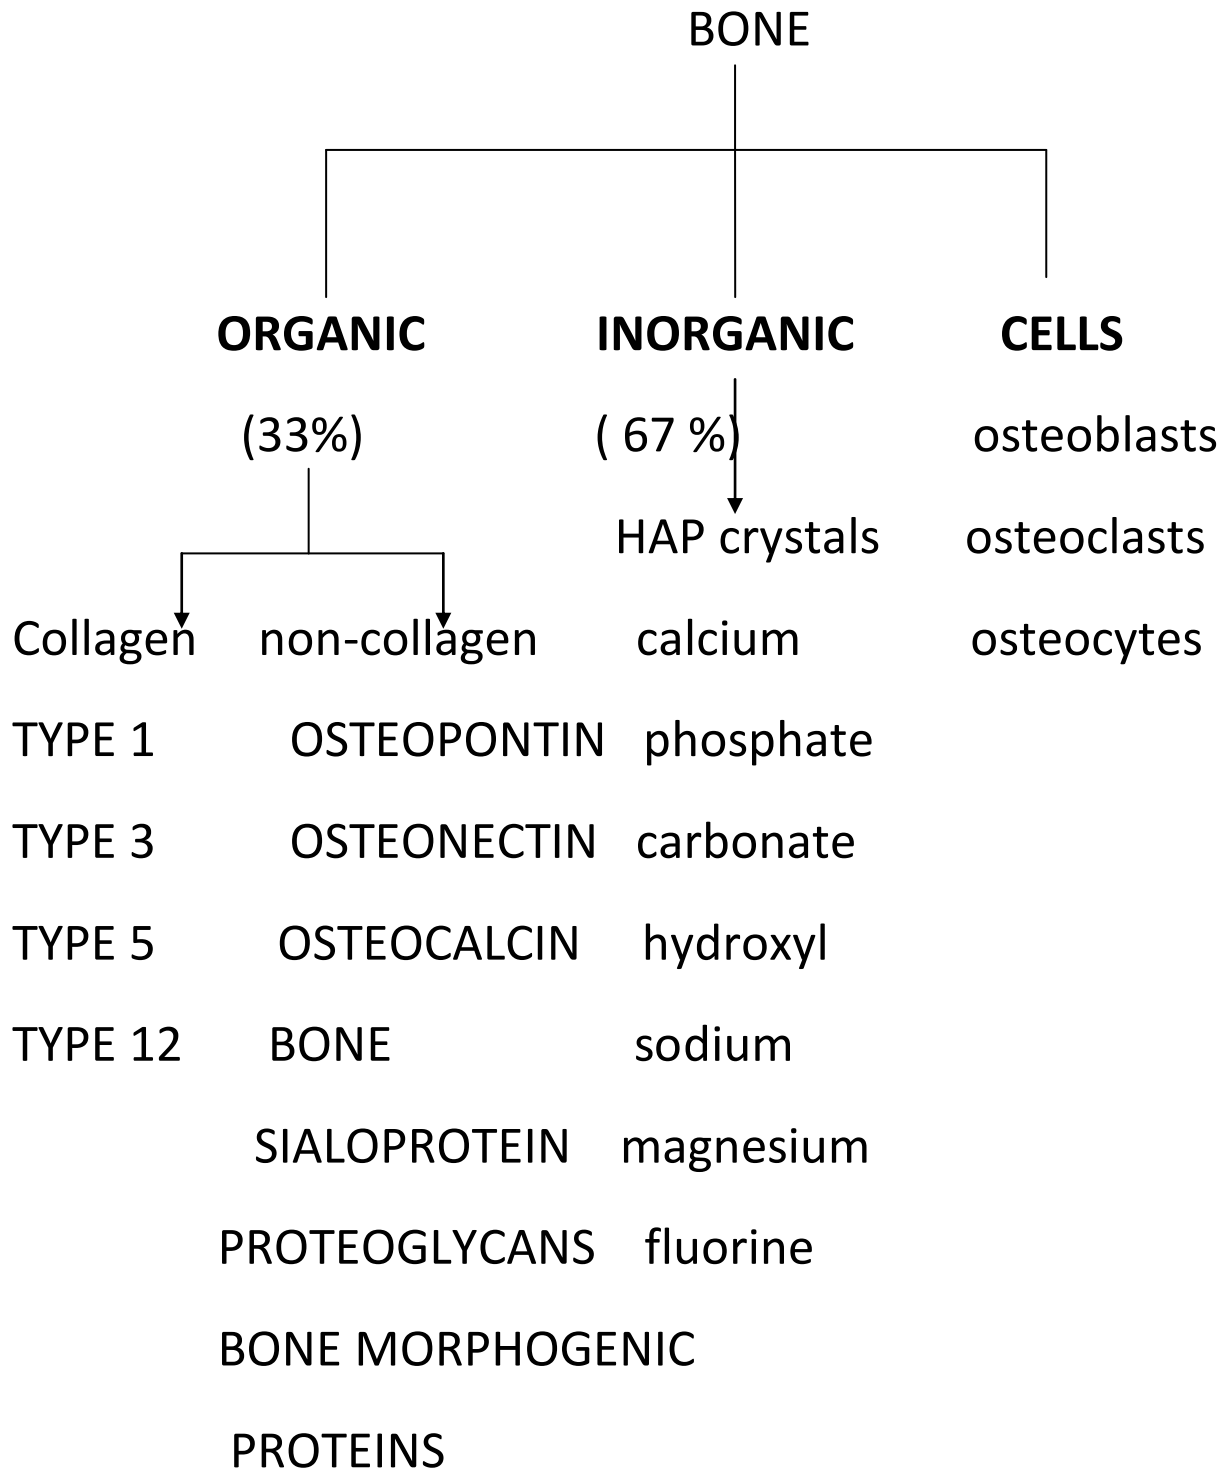 BONE
ORGANIC INORGANIC CELLS
(33%) ( 67 %) osteoblasts
HAP crystals osteoclasts
Collagen non-collagen calcium osteocytes
TYPE 1 OSTEOPONTIN phosphate
TYPE 3 OSTEONECTIN carbonate
TYPE 5 OSTEOCALCIN hydroxyl
TYPE 12 BONE sodium
SIALOPROTEIN magnesium
PROTEOGLYCANS fluorine
BONE MORPHOGENIC
PROTEINS